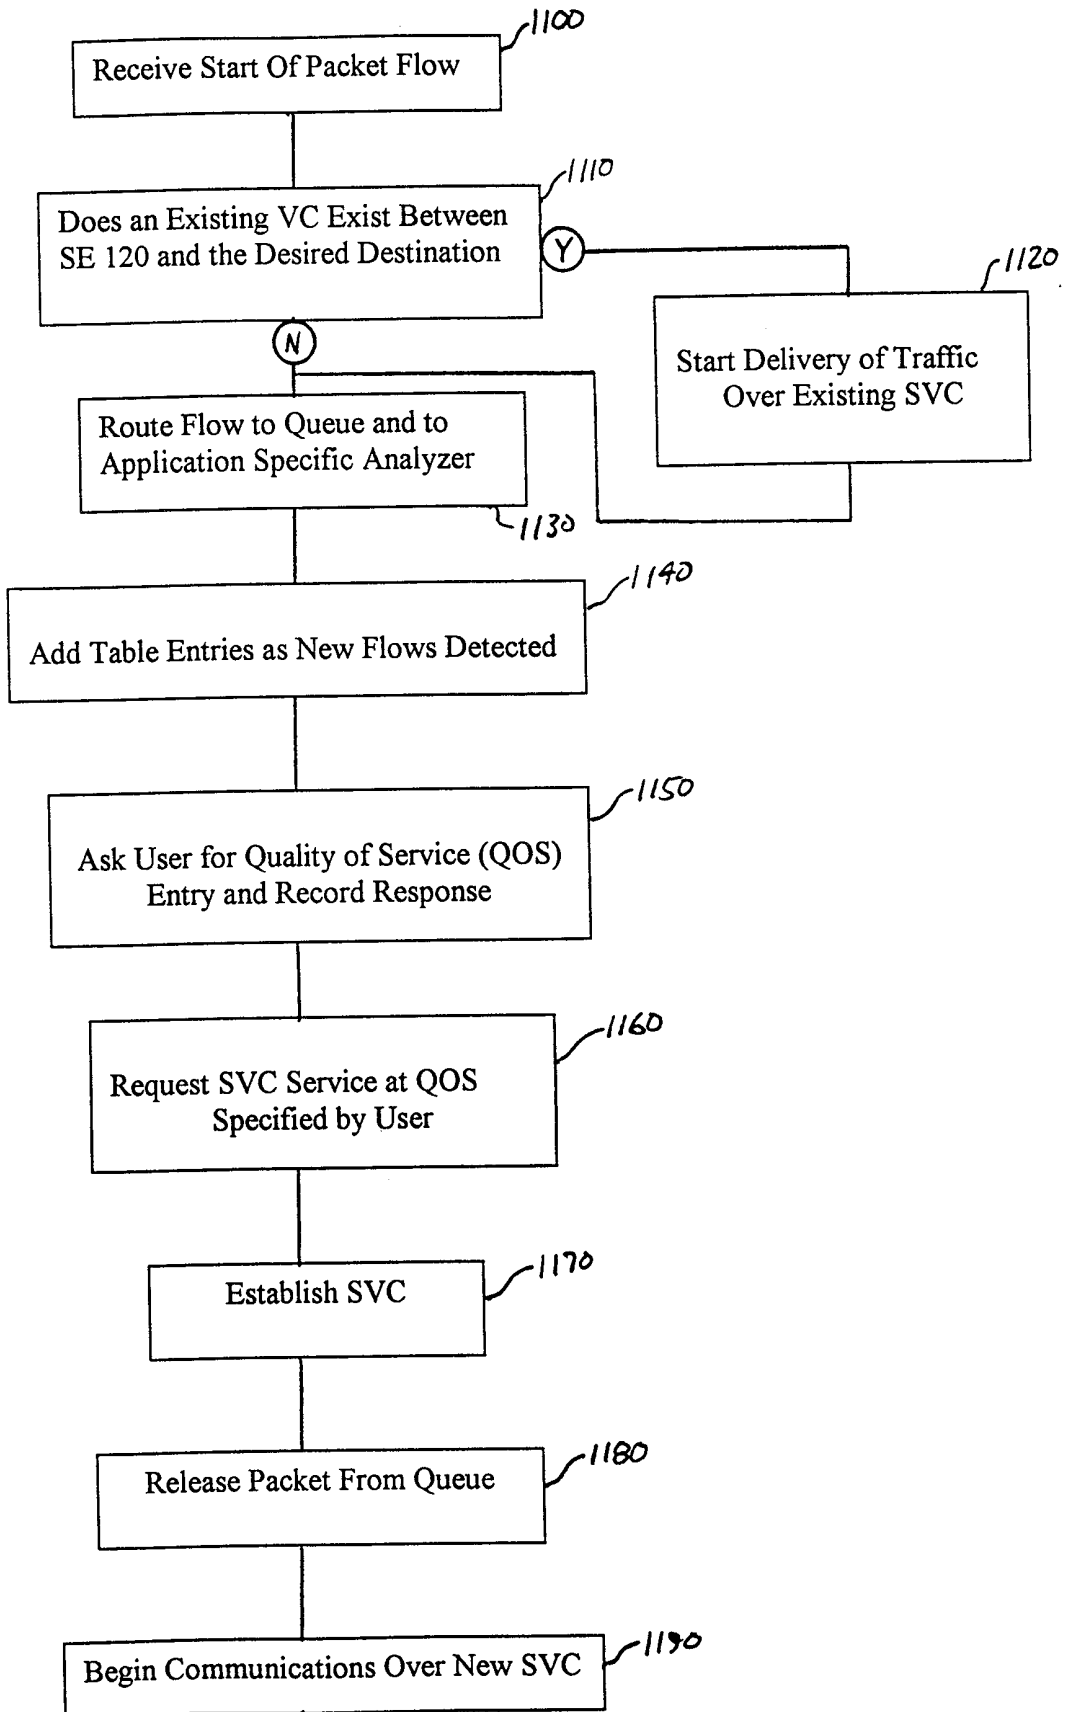 1100
Receive Start Of Packet Flow
1110
Does an Existing VC Exist Between
SE 120 and the Desired Destination
Y
1120
N
Start Delivery of Traffic
Over Existing SVC
Route Flow to Queue and to
Application Specific Analyzer
1130
1140
Add Table Entries as New Flows Detected
1150
Ask User for Quality of Service (QOS)
Entry and Record Response
1160
Request SVC Service at QOS
Specified by User
1170
Establish SVC
1180
Release Packet From Queue
1190
Begin Communications Over New SVC